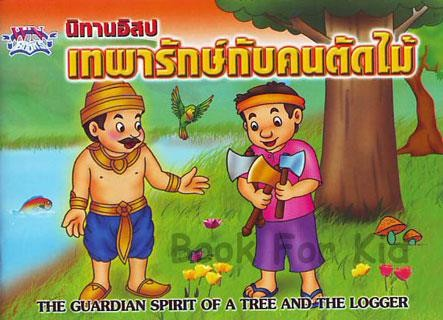 นิทานอีสป
เทพารักษ์กับคนตัดไม้
Book For Kid
THE GUARDIAN SPIRIT OF A TREE AND THE LOGGER